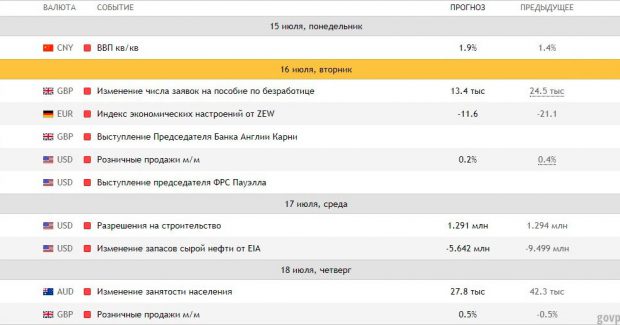 ВАЛЮТА СОБЫТИЕ ПРОГНОЗ ПРЕДЫДУЩЕЕ
15 июля, понедельник
CNY ВВП кв/кв 1.9% 1.4%
16 июля, вторник
GBP Изменение числа заявок на пособие по безработице 13.4 тыс 24.5 тыс
EUR Индекс экономических настроений от ZEW -11.6 -21.1
GBP Выступление Председателя Банка Англии Карни
USD Розничные продажи м/м 0.2% 0.4%
USD Выступление председателя ФРС Пауэлла
17 июля, среда
USD Разрешения на строительство 1.291 млн 1.294 млн
USD Изменение запасов сырой нефти от EIA -5.642 млн -9.499 млн
18 июля, четверг
AUD Изменение занятости населения 27.8 тыс 42.3 тыс
GBP Розничные продажи м/м 0.5% -0.5%